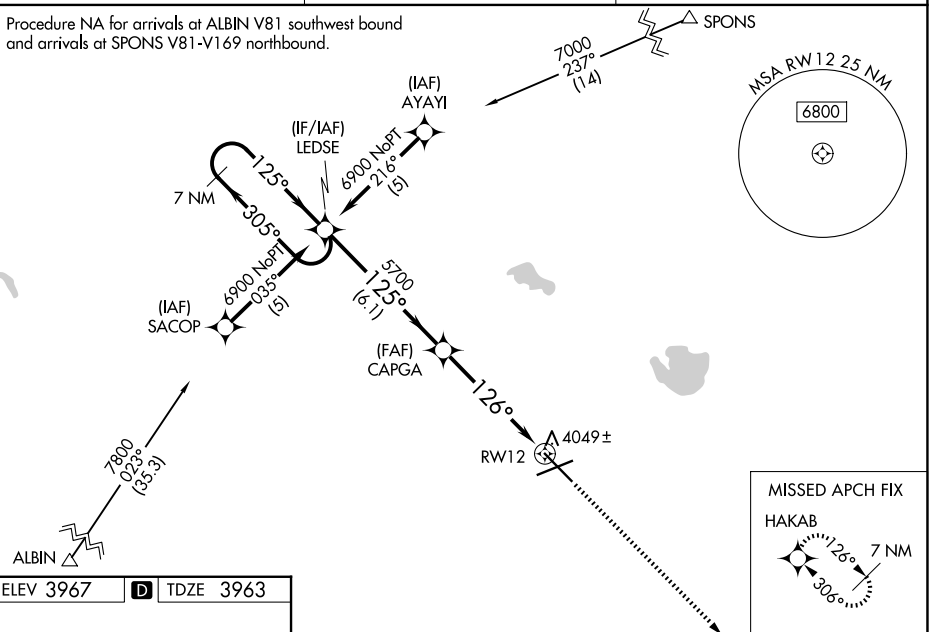 Procedure NA for arrivals at ALBIN V81 southwest bound
and arrivals at SPONS V81-V169 northbound.
SPONS
7000
237°
(14)
MSA RW12 25 NM
6800
(IAF)
AYAYI
(IF/IAF)
LEDSE
6900 NoPT
216°
(5)
125°
7 NM
305°
6900 NoPT
035°
(5)
(IAF)
SACOP
5700
125°
(6.1)
(FAF)
CAPGA
126°
4049±
RW12
7800
023°
(35.3)
ALBIN
MISSED APCH FIX
HAKAB
126°
7 NM
306°
ELEV 3967 D TDZE 3963